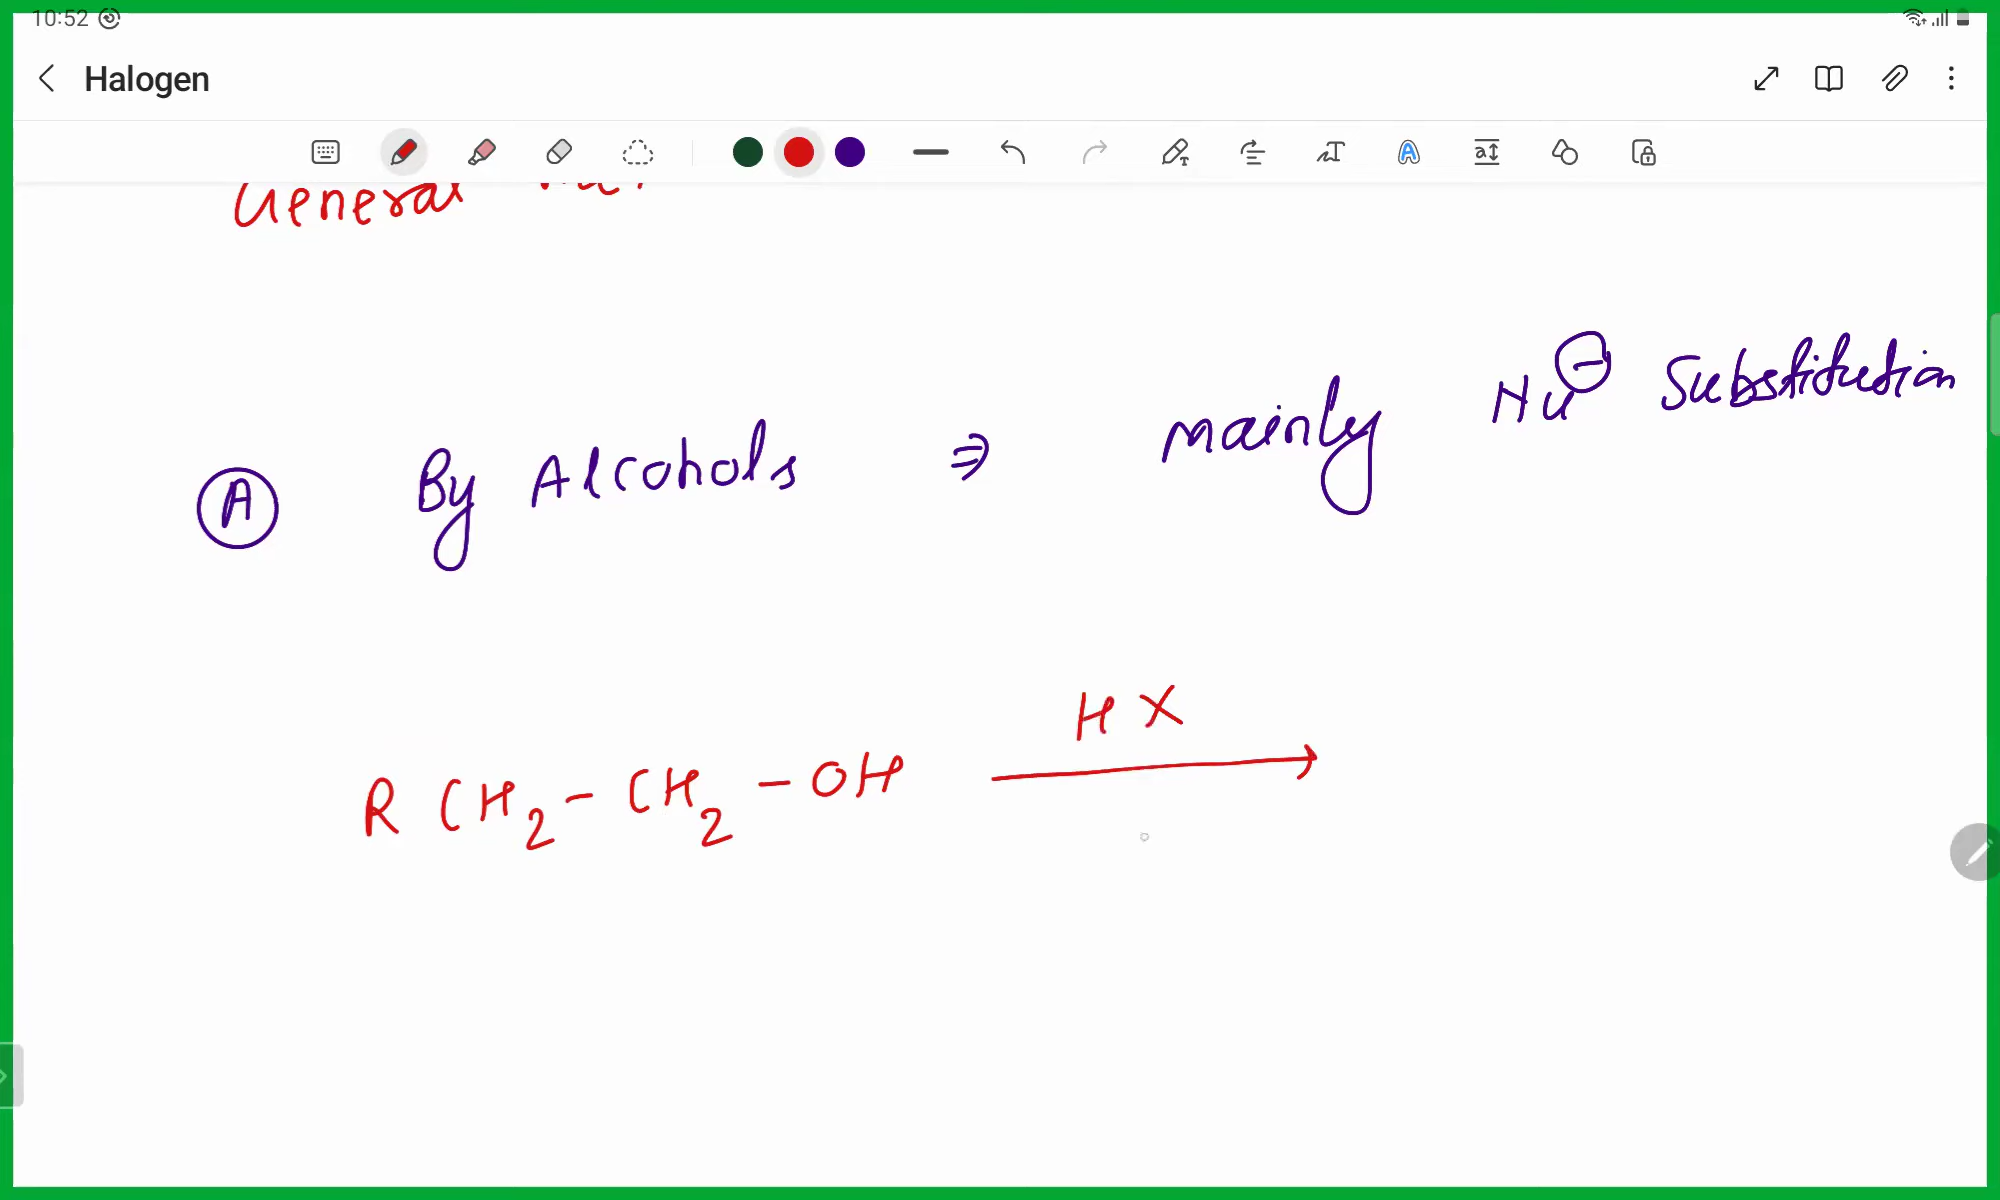 10:52
Halogen
General
A By Alcohols ⇒ mainly Nu⊖ Substitution
HX
R CH2 - CH2 - OH →